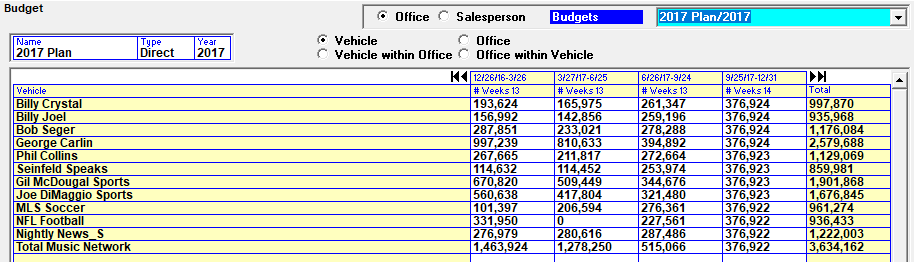 Budget
Office Salesperson Budgets 2017 Plan/2017
Name Type Year
2017 Plan Direct 2017
Vehicle Office
Vehicle within Office Office within Vehicle
12/26/16-3/26 3/27/17-6/25 6/26/17-9/24 9/25/17-12/31
Vehicle # Weeks 13 # Weeks 13 # Weeks 13 # Weeks 14 Total
Billy Crystal 193,624 165,975 261,347 376,924 997,870
Billy Joel 156,992 142,856 259,196 376,924 935,968
Bob Seger 287,851 233,021 278,288 376,924 1,176,084
George Carlin 997,239 810,633 394,892 376,924 2,579,688
Phil Collins 267,665 211,817 272,664 376,923 1,129,069
Seinfeld Speaks 114,632 114,452 253,974 376,923 859,981
Gil McDougal Sports 670,820 509,449 344,676 376,923 1,901,868
Joe DiMaggio Sports 560,638 417,804 321,480 376,923 1,676,845
MLS Soccer 101,397 206,594 276,361 376,922 961,274
NFL Football 331,950 0 227,561 376,922 936,433
Nightly News_S 276,979 280,616 287,486 376,922 1,222,003
Total Music Network 1,463,924 1,278,250 515,066 376,922 3,634,162